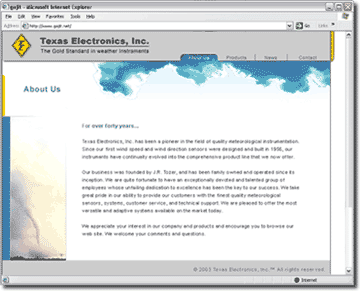 Microsoft Internet Explorer
File Edit View Favorites Tools Help
Texas Electronics, Inc.
The Gold Standard in weather instruments
About Us Products News Contact
About Us
For over forty years...
Texas Electronics, Inc. has been a pioneer in the field of quality meteorological instrumentation.
Since our first wind speed and wind direction sensors were designed and built in 1956, our
instruments have continually evolved into the comprehensive product line that we now offer.
Our business was founded by J.R. Tozer, and has been family owned and operated since its
inception. We are quite fortunate to have an exceptionally devoted and talented group of
employees whose unfailing dedication to excellence has been the key to our success. We take
great pride in our ability to provide our customers with the finest quality meteorological
sensors, systems, customer service, and technical support. We are pleased to offer the most
versatile and adaptive systems available on the market today.
We appreciate your interest in our company and products and encourage you to browse our
web site. We welcome your comments and questions.
© 2003 Texas Electronics, Inc.™ All rights reserved
Internet